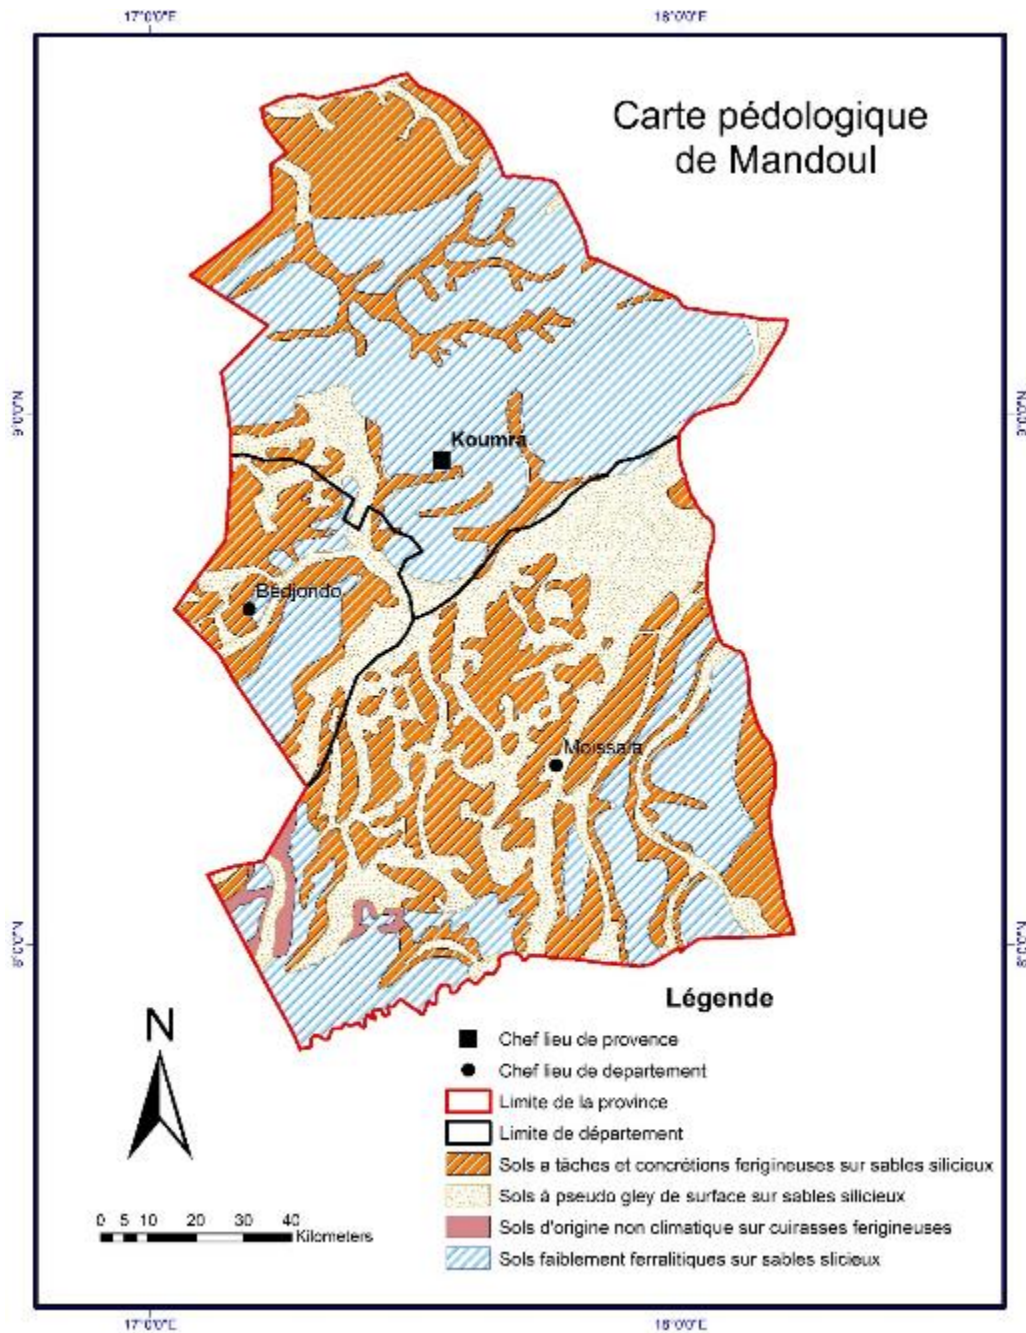 17°0'0"E 18°0'0"E
Carte pédologique
de Mandoul
9°0'0"N 9°0'0"N
Koumra
Bedjondo
Moissala
8°0'0"N 8°0'0"N
Légende
N
Chef lieu de provence
Chef lieu de departement
Limite de la province
Limite de département
Sols a tâches et concrétions ferigineuses sur sables silicieux
Sols à pseudo gley de surface sur sables silicieux
0 5 10 20 30 40
Kilometers
Sols d'origine non climatique sur cuirasses ferigineuses
Sols faiblement ferralitiques sur sables slicieux
17°0'0"E 18°0'0"E